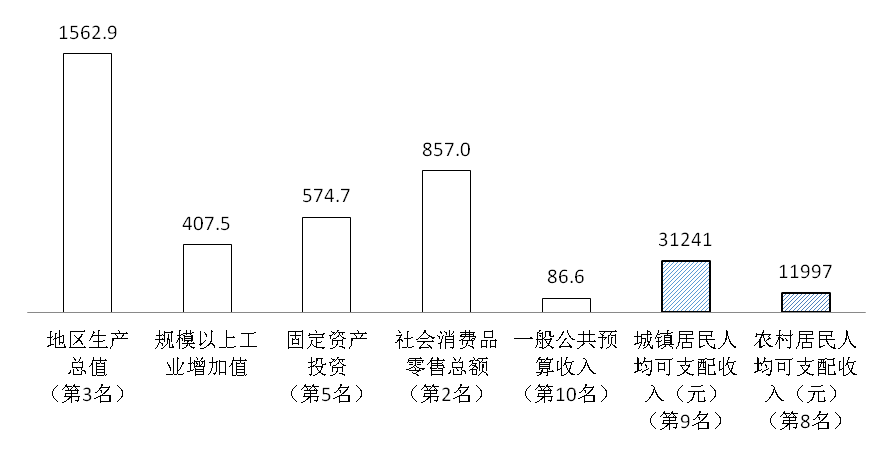 1562.9
407.5
574.7
857.0
86.6
31241
11997
地区生产
总值
（第3名）
规模以上工
业增加值
固定资产
投资
（第5名）
社会消费品
零售总额
（第2名）
一般公共预
算收入
（第10名）
城镇居民人
均可支配收
入（元）
（第9名）
农村居民人
均可支配收
入（元）
（第8名）